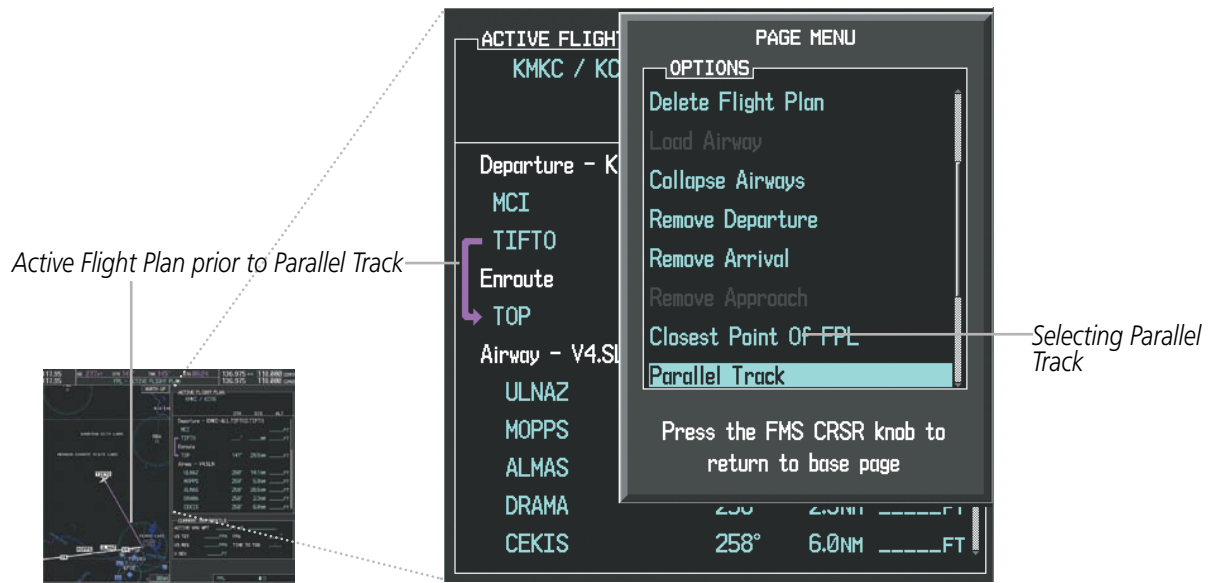 ACTIVE FLIGH
KMKC / KC
PAGE MENU
OPTIONS
Delete Flight Plan
Load Airway
Collapse Airways
Remove Departure
Remove Arrival
Remove Approach
Closest Point Of FPL
Parallel Track
Press the FMS CRSR knob to
return to base page
Departure - K
MCI
TIFTO
Enroute
TOP
Airway - V4.SL
ULNAZ
MOPPS
ALMAS
DRAMA
CEKIS 258° 6.0NM _____FT
Active Flight Plan prior to Parallel Track
Selecting Parallel
Track